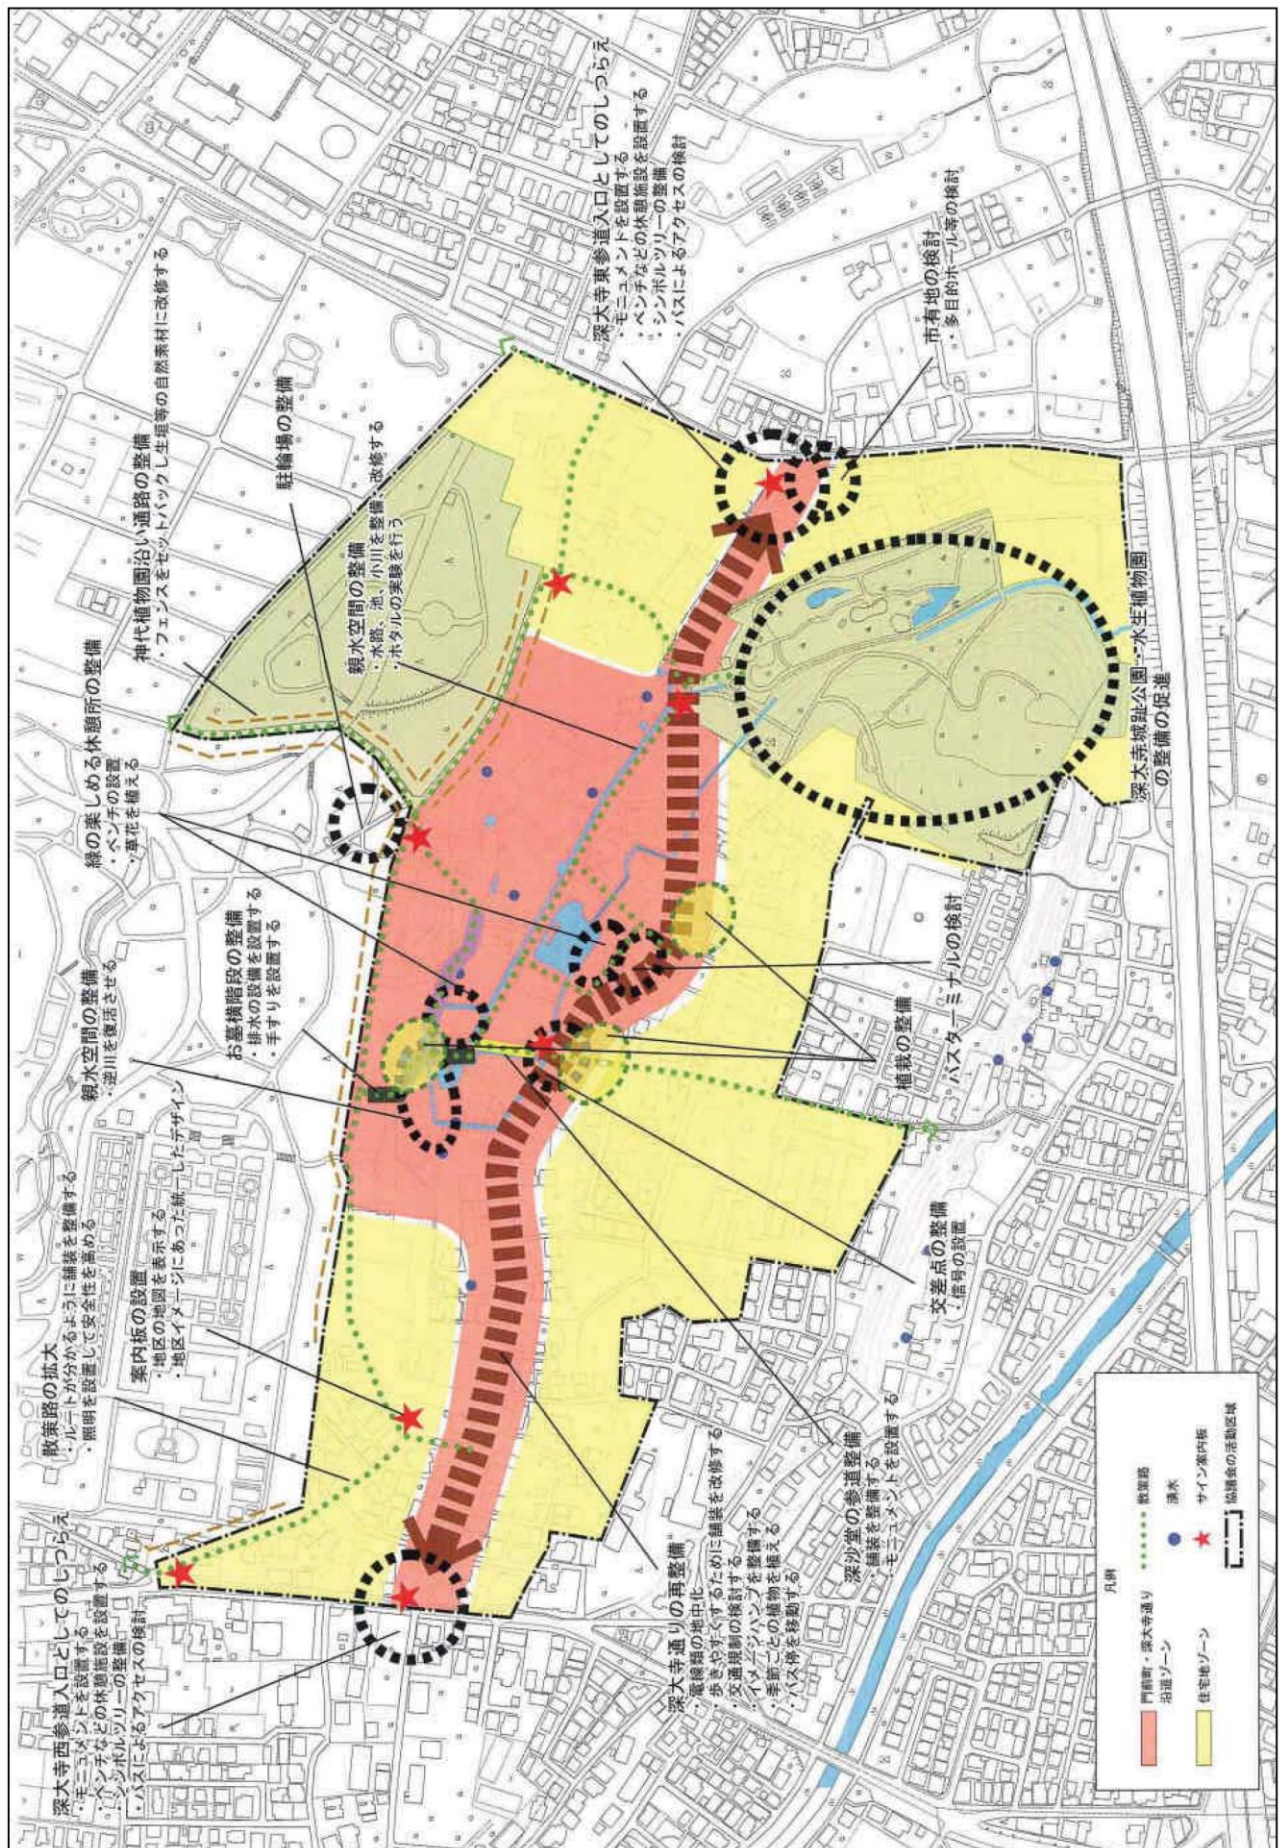 深大寺西参道入口としてのしつらえ
・モニュメントを設置する
・ベンチなどの休憩施設を設置する
・シンボルツリーの整備
・バスによるアクセスの検討
散策路の拡大
・ルートが分かるように舗装を整備する
・照明を設置して安全性を高める
案内板の設置
・地区の地図を表示する
・地区イメージにあった統一したデザイン
親水空間の整備
・逆川を復活させる
お墓横階段の整備
・排水の設備を設置する
・手すりを設置する
緑の楽しめる休憩所の整備
・ベンチの設置
・草花を植える
神代植物園沿い通路の整備
・フェンスをセットバックし生垣等の自然素材に改修する
駐輪場の整備
親水空間の整備
・水路、池、小川を整備、改修する
・ホタルの実験を行う
深大寺東参道入口としてのしつらえ
・モニュメントを設置する
・ベンチなどの休憩施設を設置する
・シンボルツリーの整備
・バスによるアクセスの検討
市有地の検討
・多目的ホール等の検討
深大寺城趾公園・水生植物園
の整備の促進
バスターミナルの検討
植栽の整備
交差点の整備
・信号の設置
深沙堂の参道整備
・舗装を整備する
・モニュメントを設置する
深大寺通りの再整備
・電線類の地中化
・歩きやすくするために舗装を改修する
・交通規制の検討する
・イメージハンプを整備する
・季節ごとの植物を植える
・バス停を移動する
凡例
門前町・深大寺通り
沿道ゾーン
住宅地ゾーン
散策路
湧水
サイン案内板
協議会の活動区域